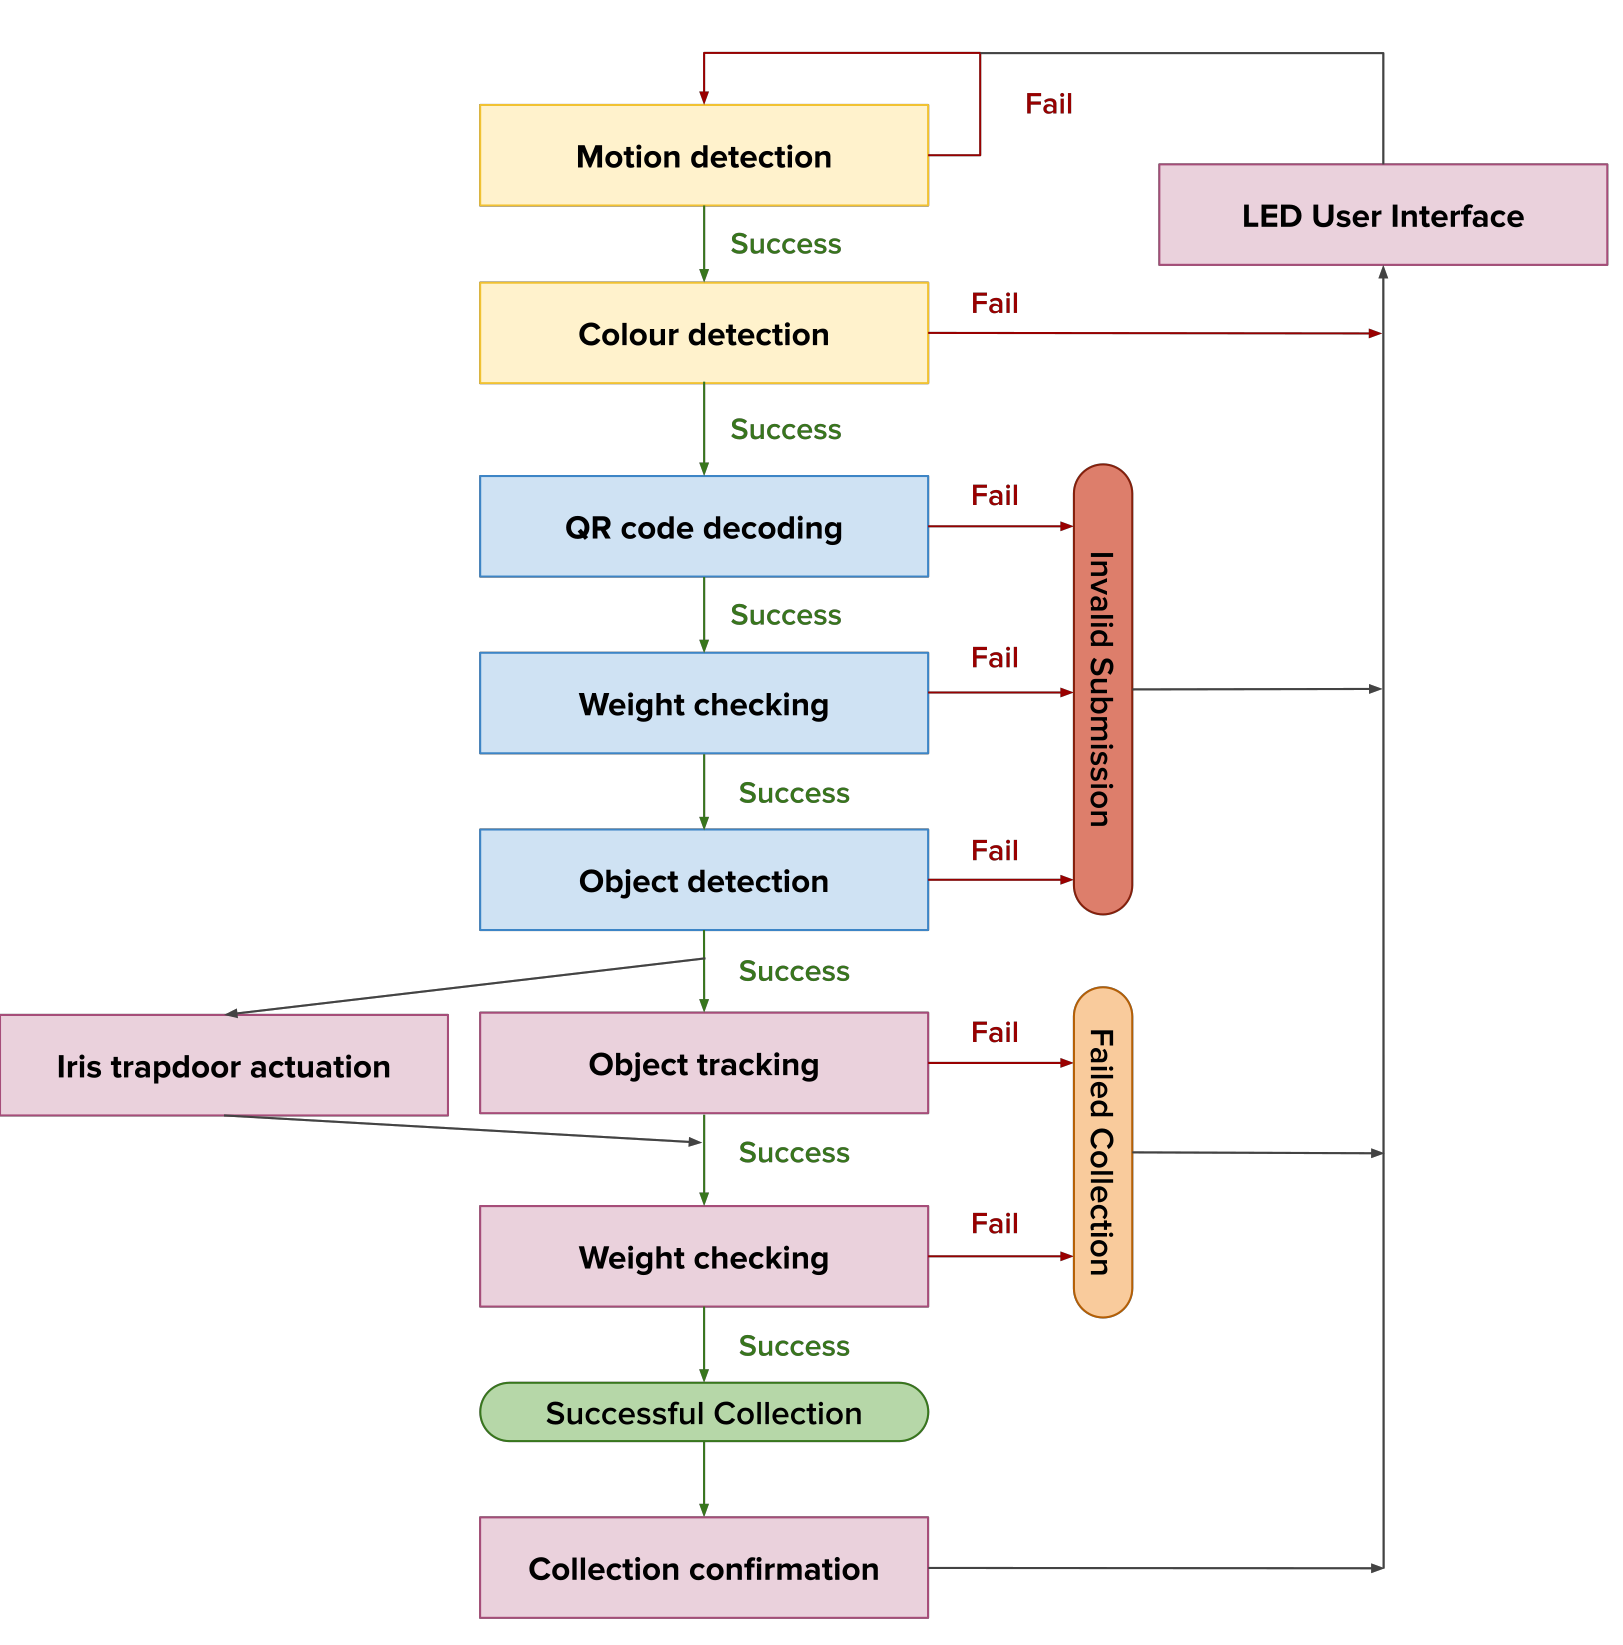 Fail
Motion detection
LED User Interface
Success
Fail
Colour detection
Success
Fail
QR code decoding
Success
Fail
Weight checking
Invalid Submission
Success
Fail
Object detection
Success
Iris trapdoor actuation
Object tracking
Fail
Failed Collection
Success
Fail
Weight checking
Success
Successful Collection
Collection confirmation